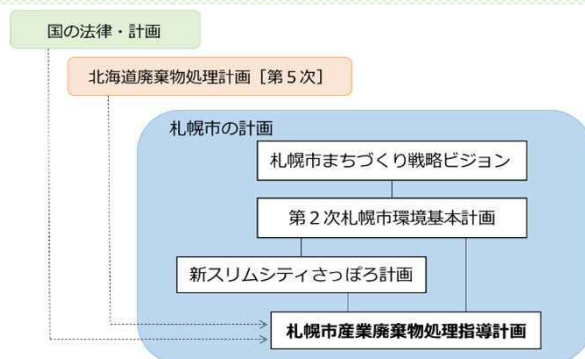 国の法律・計画
北海道廃棄物処理計画［第５次］
札幌市の計画
札幌市まちづくり戦略ビジョン
第２次札幌市環境基本計画
新スリムシティさっぽろ計画
札幌市産業廃棄物処理指導計画